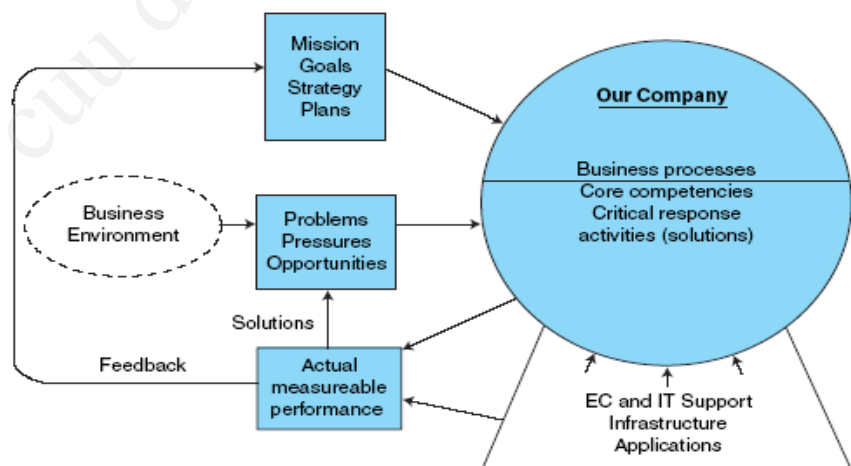 Mission
Goals
Strategy
Plans
Our Company
Business processes
Core competencies
Critical response
activities (solutions)
Business
Environment
Problems
Pressures
Opportunities
Solutions
Feedback
Actual
measureable
performance
EC and IT Support
Infrastructure
Applications
cuu d